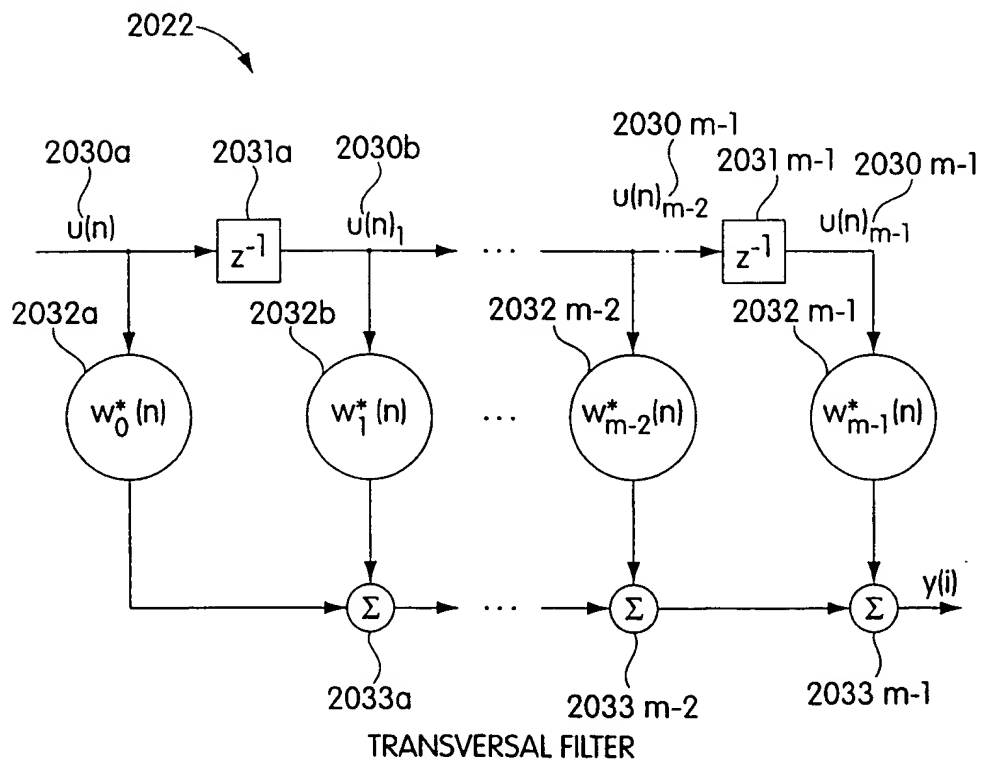 2022
2030a 2031a 2030b 2030 m-1 2031 m-1 2030 m-1
u(n) z⁻¹ u(n)₁ ... u(n)ₘ₋₂ z⁻¹ u(n)ₘ₋₁
2032a 2032b 2032 m-2 2032 m-1
w*₀(n) w*₁(n) ... w*ₘ₋₂(n) w*ₘ₋₁(n)
Σ ... Σ Σ y(i)
2033a 2033 m-2 2033 m-1
TRANSVERSAL FILTER